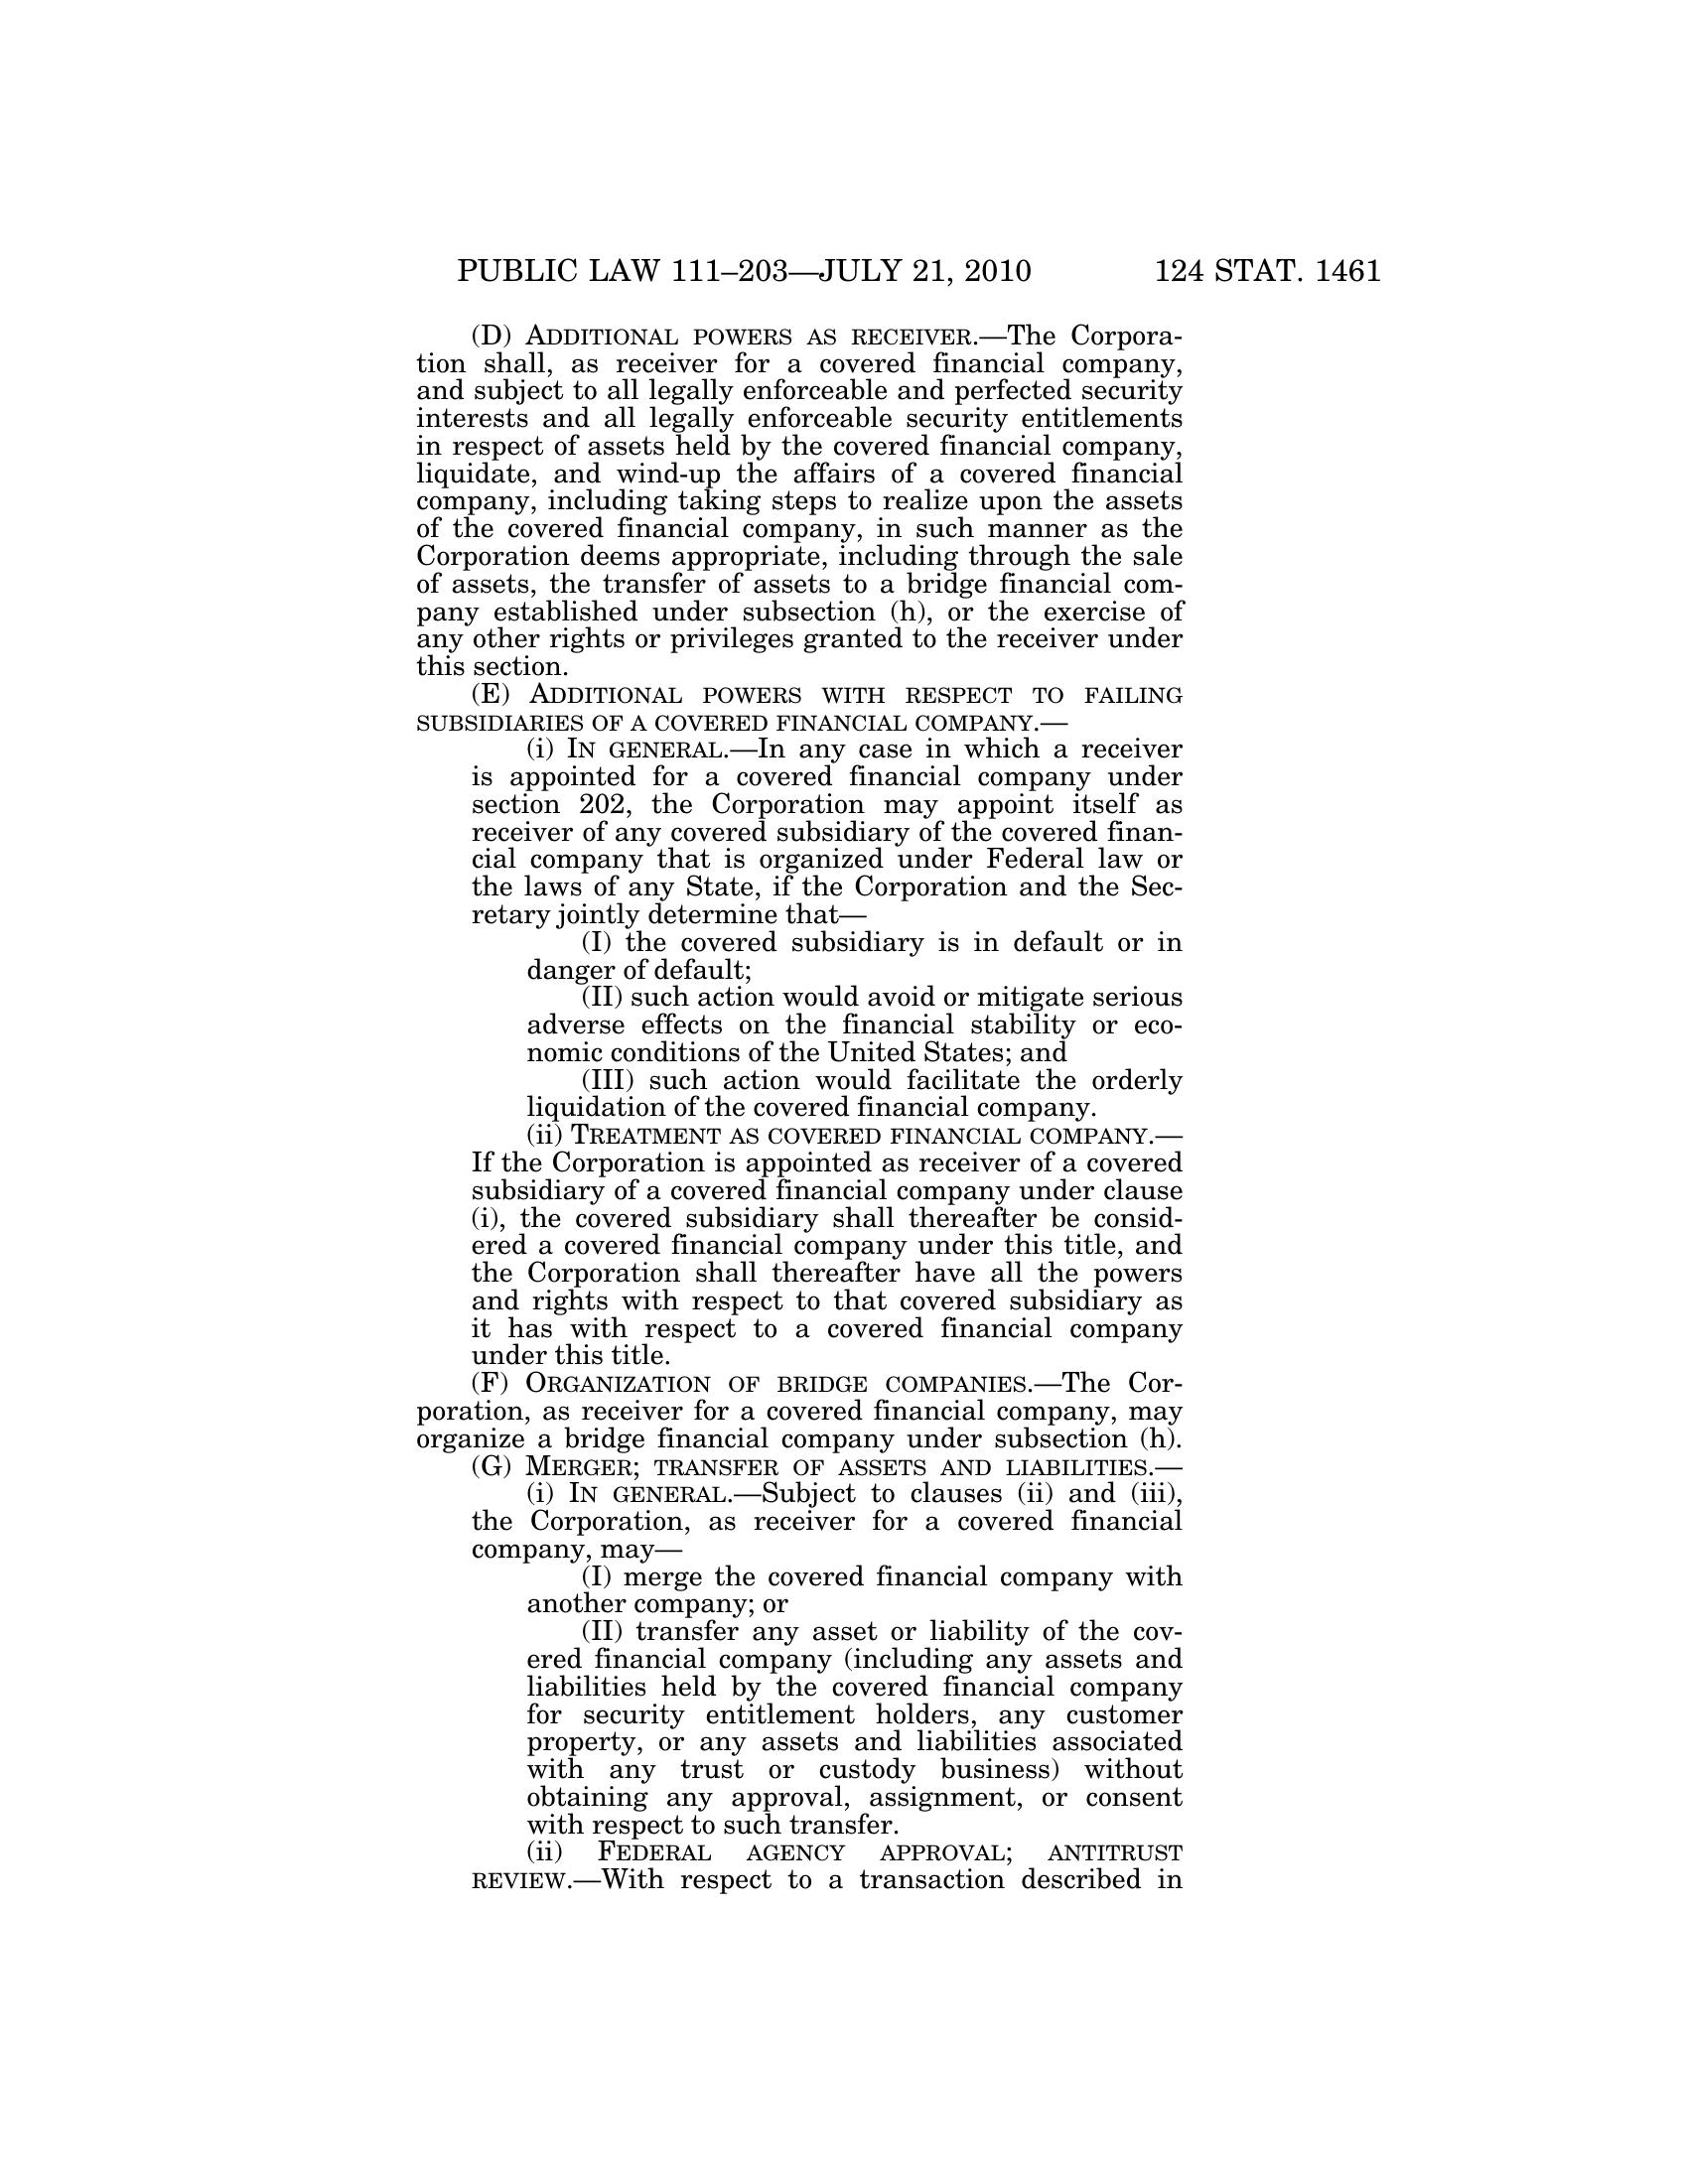 PUBLIC LAW 111–203—JULY 21, 2010 124 STAT. 1461
(D) ADDITIONAL POWERS AS RECEIVER.—The Corpora-
tion shall, as receiver for a covered financial company,
and subject to all legally enforceable and perfected security
interests and all legally enforceable security entitlements
in respect of assets held by the covered financial company,
liquidate, and wind-up the affairs of a covered financial
company, including taking steps to realize upon the assets
of the covered financial company, in such manner as the
Corporation deems appropriate, including through the sale
of assets, the transfer of assets to a bridge financial com-
pany established under subsection (h), or the exercise of
any other rights or privileges granted to the receiver under
this section.
(E) ADDITIONAL POWERS WITH RESPECT TO FAILING
SUBSIDIARIES OF A COVERED FINANCIAL COMPANY.—
(i) IN GENERAL.—In any case in which a receiver
is appointed for a covered financial company under
section 202, the Corporation may appoint itself as
receiver of any covered subsidiary of the covered finan-
cial company that is organized under Federal law or
the laws of any State, if the Corporation and the Sec-
retary jointly determine that—
(I) the covered subsidiary is in default or in
danger of default;
(II) such action would avoid or mitigate serious
adverse effects on the financial stability or eco-
nomic conditions of the United States; and
(III) such action would facilitate the orderly
liquidation of the covered financial company.
(ii) TREATMENT AS COVERED FINANCIAL COMPANY.—
If the Corporation is appointed as receiver of a covered
subsidiary of a covered financial company under clause
(i), the covered subsidiary shall thereafter be consid-
ered a covered financial company under this title, and
the Corporation shall thereafter have all the powers
and rights with respect to that covered subsidiary as
it has with respect to a covered financial company
under this title.
(F) ORGANIZATION OF BRIDGE COMPANIES.—The Cor-
poration, as receiver for a covered financial company, may
organize a bridge financial company under subsection (h).
(G) MERGER; TRANSFER OF ASSETS AND LIABILITIES.—
(i) IN GENERAL.—Subject to clauses (ii) and (iii),
the Corporation, as receiver for a covered financial
company, may—
(I) merge the covered financial company with
another company; or
(II) transfer any asset or liability of the cov-
ered financial company (including any assets and
liabilities held by the covered financial company
for security entitlement holders, any customer
property, or any assets and liabilities associated
with any trust or custody business) without
obtaining any approval, assignment, or consent
with respect to such transfer.
(ii) FEDERAL AGENCY APPROVAL; ANTITRUST
REVIEW.—With respect to a transaction described in